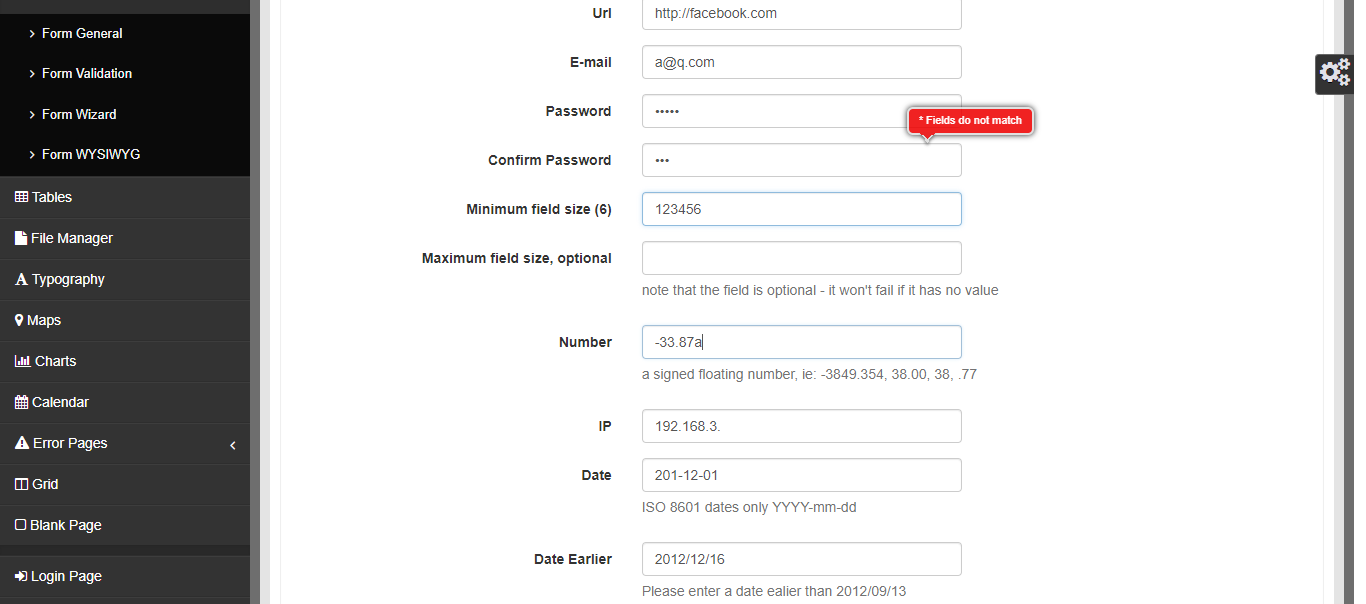 Form General
Form Validation
Form Wizard
Form WYSIWYG
Tables
File Manager
Typography
Maps
Charts
Calendar
Error Pages
Grid
Blank Page
Login Page
Url http://facebook.com
E-mail a@q.com
Password •••••
* Fields do not match
Confirm Password •••
Minimum field size (6) 123456
Maximum field size, optional
note that the field is optional - it won't fail if it has no value
Number -33.87a
a signed floating number, ie: -3849.354, 38.00, 38, .77
IP 192.168.3.
Date 201-12-01
ISO 8601 dates only YYYY-mm-dd
Date Earlier 2012/12/16
Please enter a date ealier than 2012/09/13